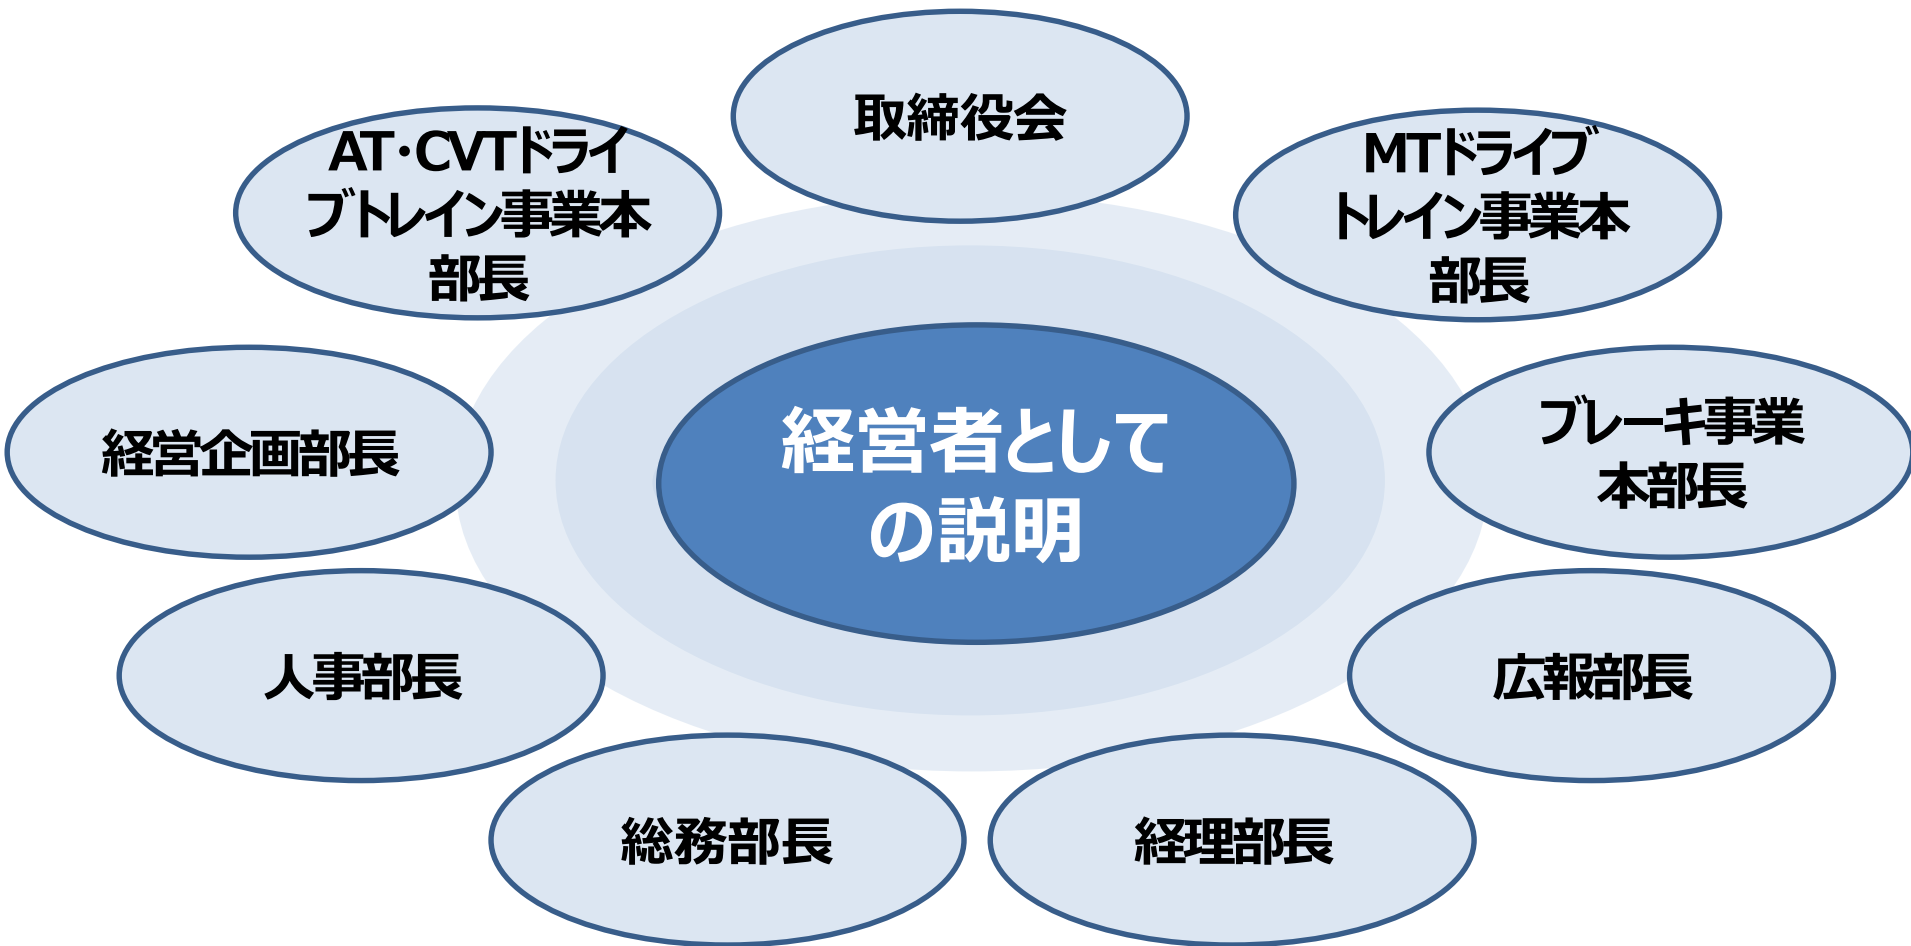 取締役会
AT・CVTドライ
ブトレイン事業本
部長
MTドライブ
トレイン事業本
部長
経営企画部長
経営者として
の説明
ブレーキ事業
本部長
人事部長
広報部長
総務部長
経理部長